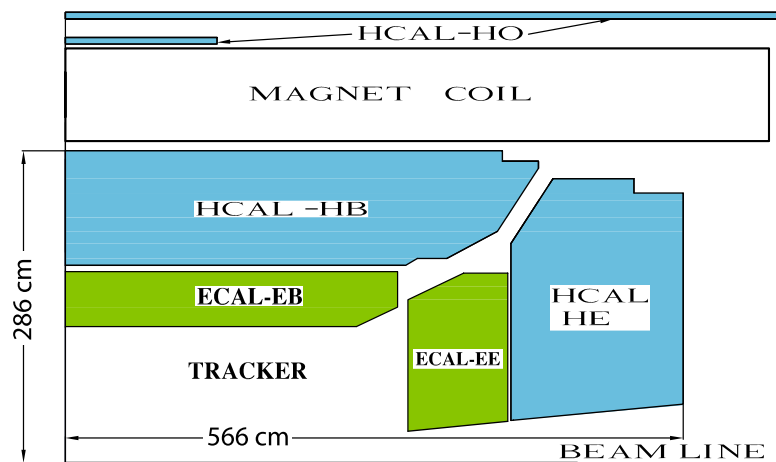 HCAL-HO
MAGNET COIL
HCAL -HB
ECAL-EB
HCAL
HE
286 cm
ECAL-EE
TRACKER
566 cm
BEAM LINE